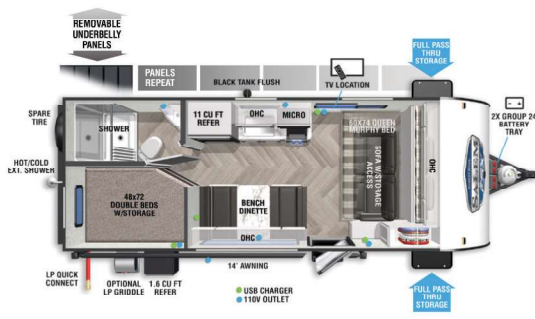 REMOVABLE
UNDERBELLY
PANELS
PANELS
REPEAT
BLACK TANK FLUSH
TV LOCATION
FULL PASS
THRU
STORAGE
SPARE
TIRE
SHOWER
11 CU FT
REFER
OHC
MICRO
60X74 QUEEN
MURPHY BED
SOFA W/STORAGE
ACCESS
OHC
2X GROUP 24
BATTERY
TRAY
HOT/COLD
EXT. SHOWER
48x72
DOUBLE BEDS
W/STORAGE
BENCH
DINETTE
OHC
LP QUICK
CONNECT
OPTIONAL
LP GRIDDLE
1.6 CU FT
REFER
14' AWNING
USB CHARGER
110V OUTLET
FULL PASS
THRU
STORAGE